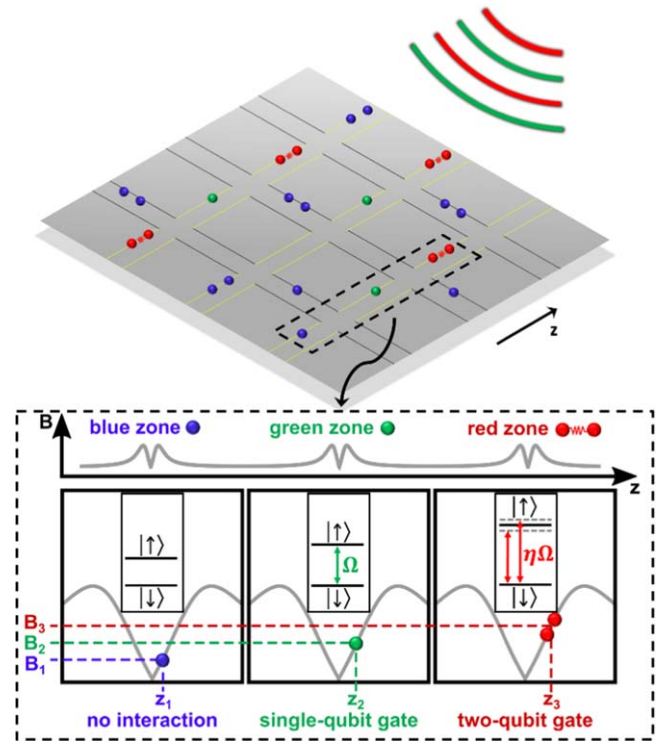 z
B
blue zone
green zone
red zone
z
|↑⟩
|↓⟩
|↑⟩
Ω
|↓⟩
|↑⟩
ηΩ
|↓⟩
B₃
B₂
B₁
z₁
z₂
z₃
no interaction
single-qubit gate
two-qubit gate